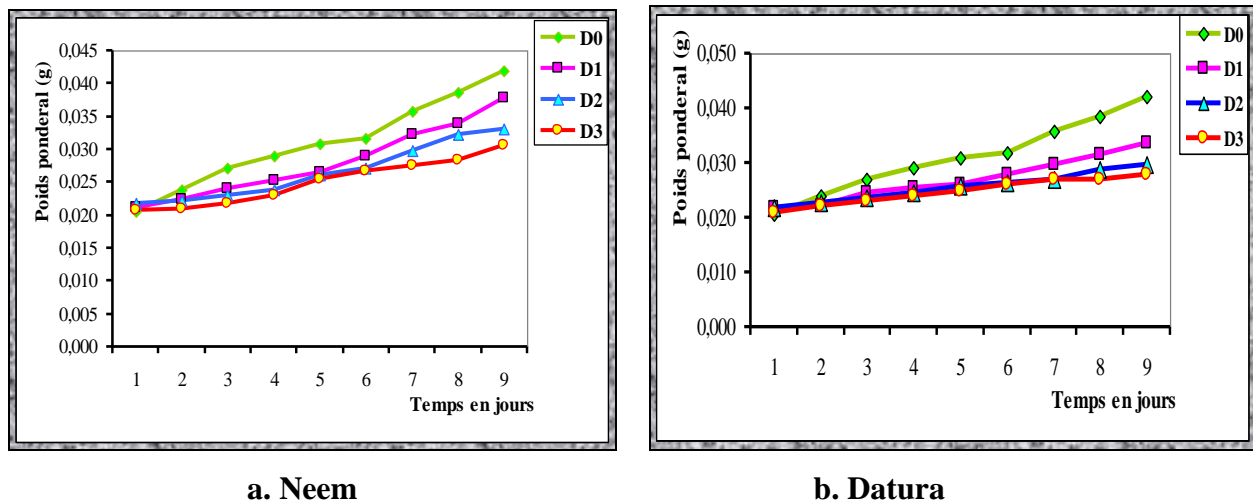 Poids ponderal (g)
0,045
0,040
0,035
0,030
0,025
0,020
0,015
0,010
0,005
0,000
1 2 3 4 5 6 7 8 9
Temps en jours
D0
D1
D2
D3
a. Neem
Poids ponderal (g)
0,050
0,040
0,030
0,020
0,010
0,000
1 2 3 4 5 6 7 8 9
Temps en jours
D0
D1
D2
D3
b. Datura